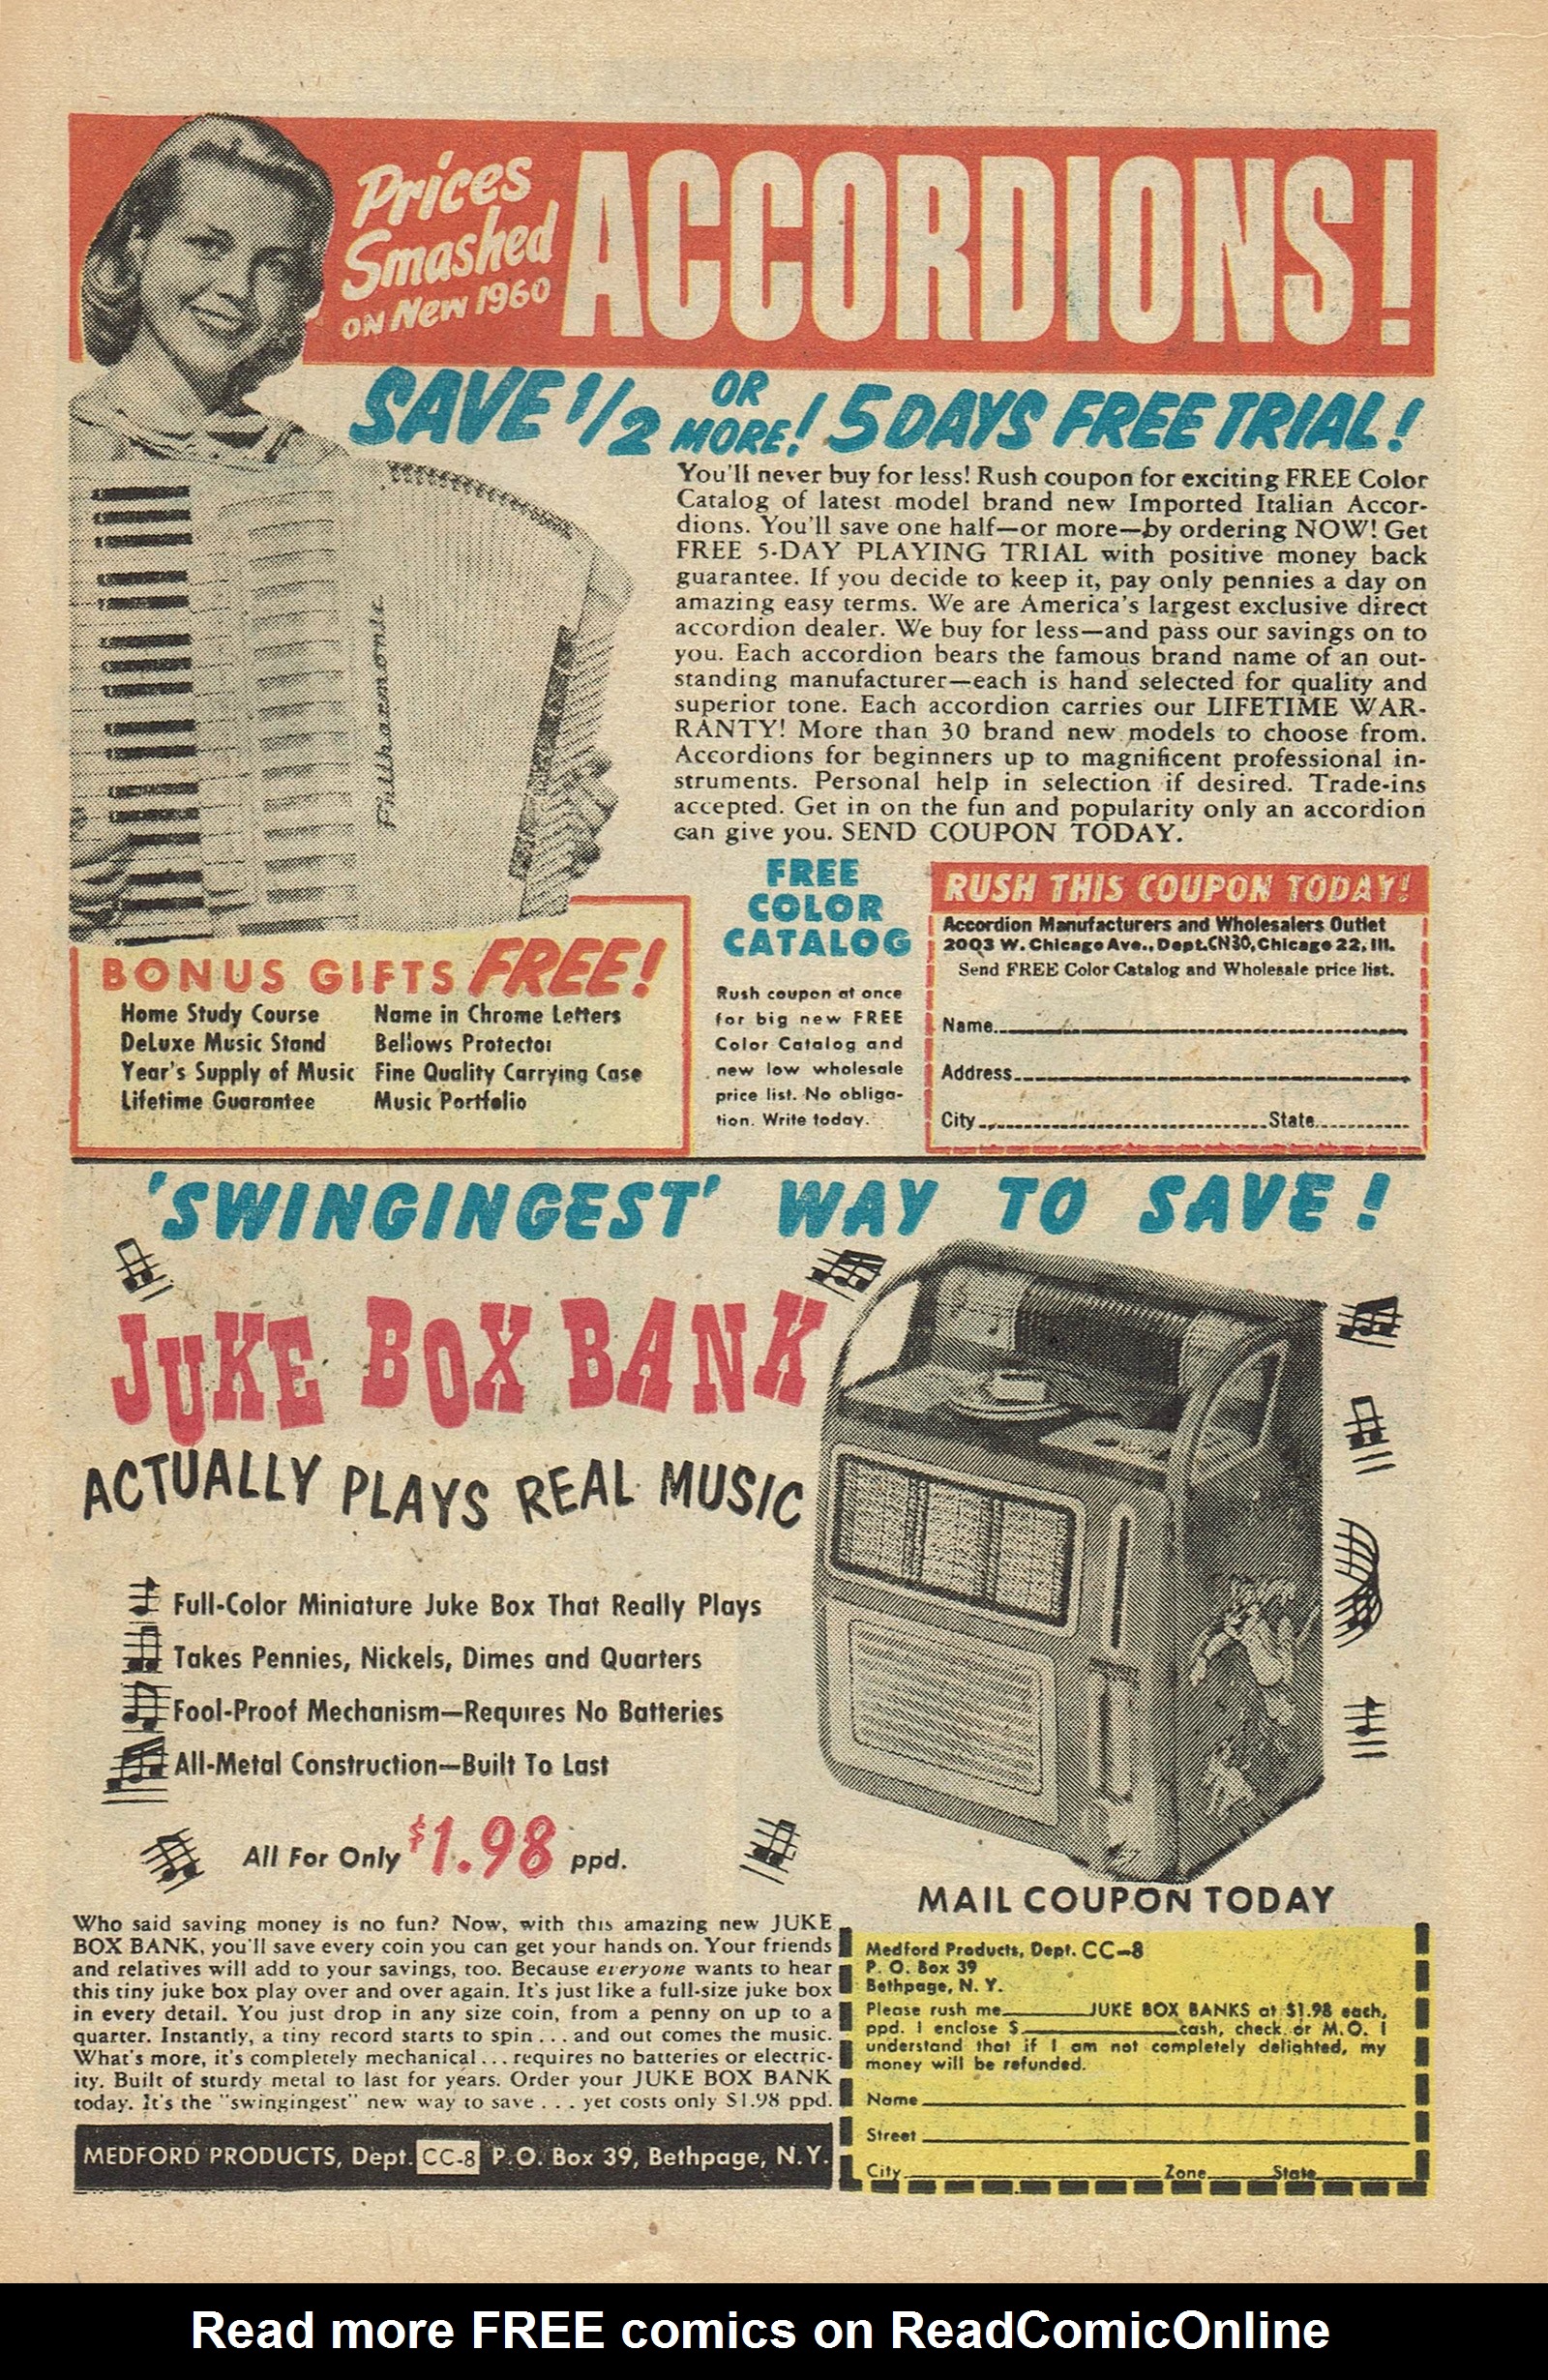 Prices
Smashed
ON New 1960
ACCORDIONS!
SAVE 1/2 OR MORE! 5 DAYS FREE TRIAL!
You'll never buy for less! Rush coupon for exciting FREE Color
Catalog of latest model brand new Imported Italian Accor-
dions. You'll save one half—or more—by ordering NOW! Get
FREE 5-DAY PLAYING TRIAL with positive money back
guarantee. If you decide to keep it, pay only pennies a day on
amazing easy terms. We are America's largest exclusive direct
accordion dealer. We buy for less—and pass our savings on to
you. Each accordion bears the famous brand name of an out-
standing manufacturer—each is hand selected for quality and
superior tone. Each accordion carries our LIFETIME WAR-
RANTY! More than 30 brand new models to choose from.
Accordions for beginners up to magnificent professional in-
struments. Personal help in selection if desired. Trade-ins
accepted. Get in on the fun and popularity only an accordion
can give you. SEND COUPON TODAY.
Philharmonic
BONUS GIFTS FREE!
Home Study Course
DeLuxe Music Stand
Year's Supply of Music
Lifetime Guarantee
Name in Chrome Letters
Bellows Protector
Fine Quality Carrying Case
Music Portfolio
FREE
COLOR
CATALOG
Rush coupon at once
for big new FREE
Color Catalog and
new low wholesale
price list. No obliga-
tion. Write today.
RUSH THIS COUPON TODAY!
Accordion Manufacturers and Wholesalers Outlet
2003 W. Chicago Ave., Dept.CN30, Chicago 22, Ill.
Send FREE Color Catalog and Wholesale price list.
Name
Address
City State
'SWINGINGEST' WAY TO SAVE!
JUKE BOX BANK
ACTUALLY PLAYS REAL MUSIC
Full-Color Miniature Juke Box That Really Plays
Takes Pennies, Nickels, Dimes and Quarters
Fool-Proof Mechanism—Requires No Batteries
All-Metal Construction—Built To Last
All For Only $1.98 ppd.
Who said saving money is no fun? Now, with this amazing new JUKE
BOX BANK, you'll save every coin you can get your hands on. Your friends
and relatives will add to your savings, too. Because everyone wants to hear
this tiny juke box play over and over again. It's just like a full-size juke box
in every detail. You just drop in any size coin, from a penny on up to a
quarter. Instantly, a tiny record starts to spin . . . and out comes the music.
What's more, it's completely mechanical . . . requires no batteries or electric-
ity. Built of sturdy metal to last for years. Order your JUKE BOX BANK
today. It's the "swingingest" new way to save . . . yet costs only $1.98 ppd.
MEDFORD PRODUCTS, Dept. CC-8 P.O. Box 39, Bethpage, N.Y.
MAIL COUPON TODAY
Medford Products, Dept. CC-8
P. O. Box 39
Bethpage, N. Y.
Please rush me JUKE BOX BANKS at $1.98 each,
ppd. I enclose $ cash, check or M.O. I
understand that if I am not completely delighted, my
money will be refunded.
Name
Street
City Zone State
Read more FREE comics on ReadComicOnline